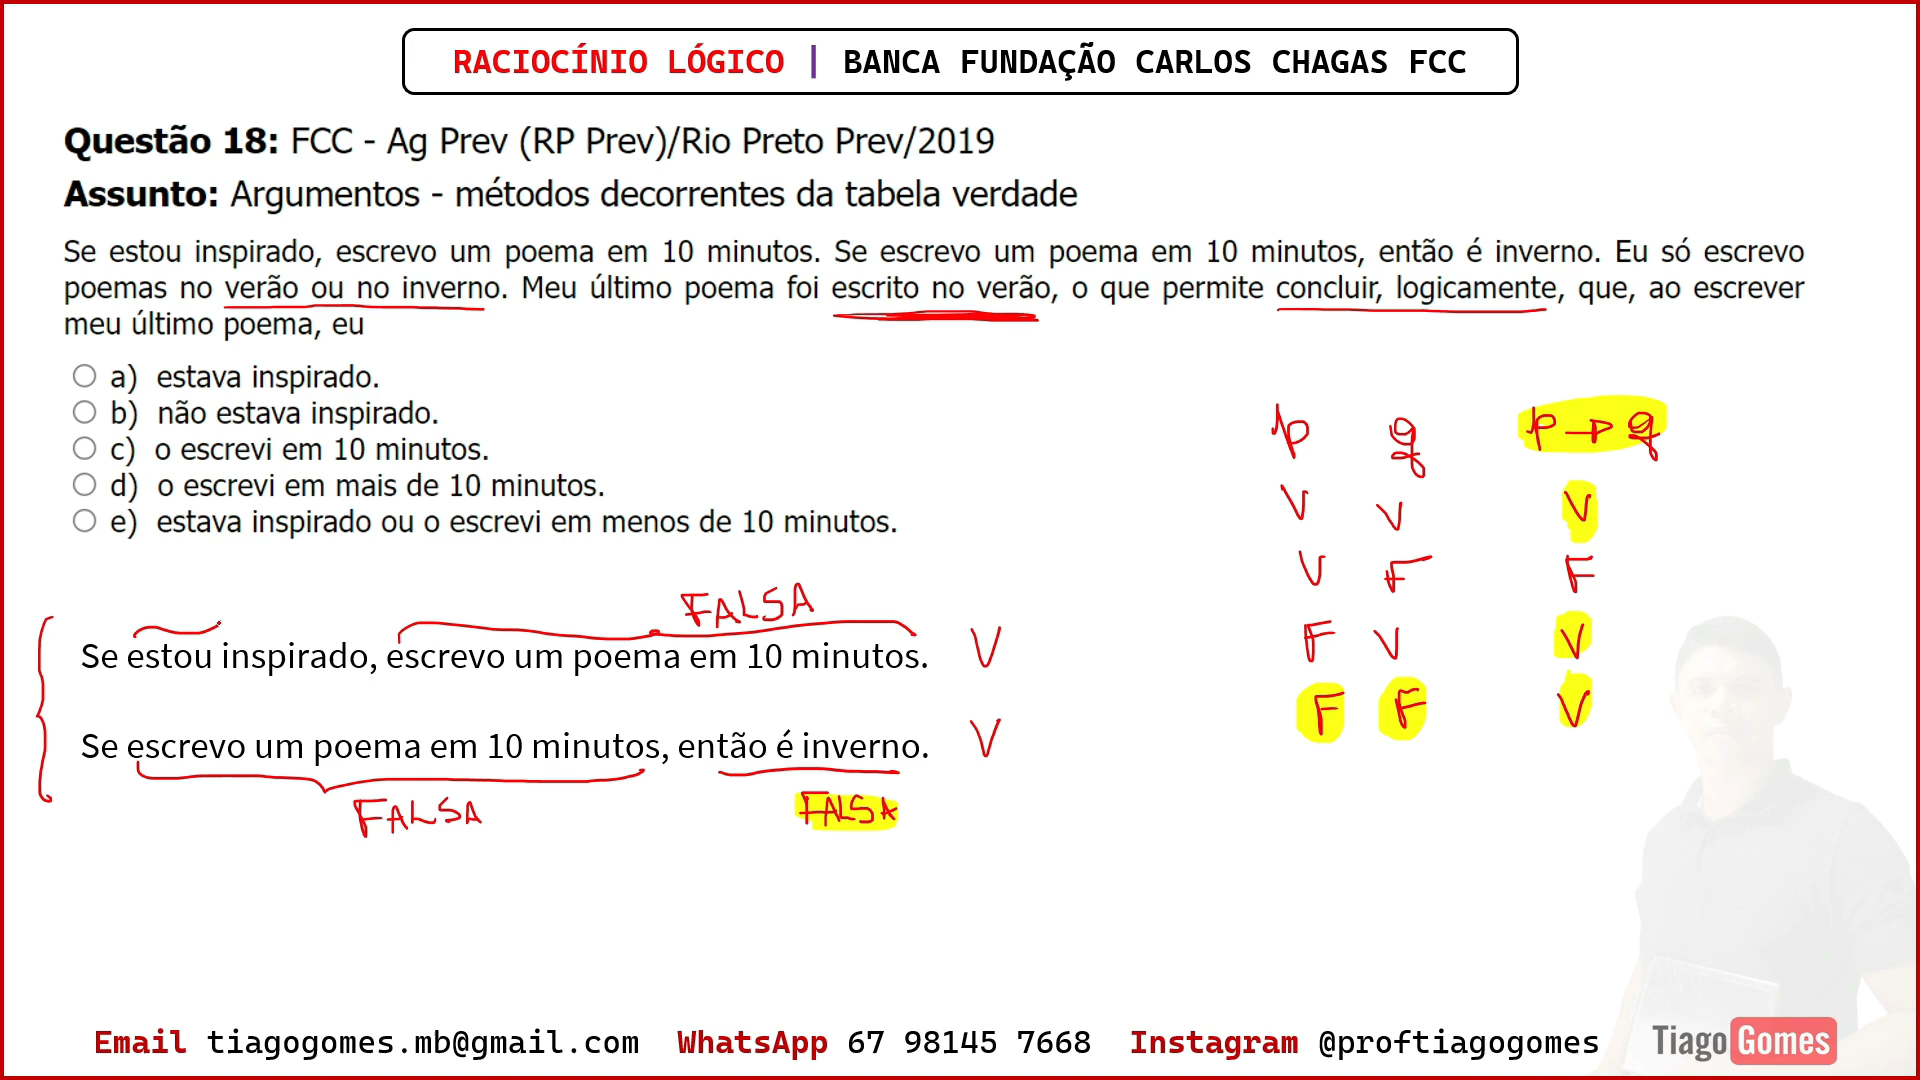 RACIOCÍNIO LÓGICO | BANCA FUNDAÇÃO CARLOS CHAGAS FCC
Questão 18: FCC - Ag Prev (RP Prev)/Rio Preto Prev/2019
Assunto: Argumentos - métodos decorrentes da tabela verdade
Se estou inspirado, escrevo um poema em 10 minutos. Se escrevo um poema em 10 minutos, então é inverno. Eu só escrevo
poemas no verão ou no inverno. Meu último poema foi escrito no verão, o que permite concluir, logicamente, que, ao escrever
meu último poema, eu
a) estava inspirado.
b) não estava inspirado.
c) o escrevi em 10 minutos.
d) o escrevi em mais de 10 minutos.
e) estava inspirado ou o escrevi em menos de 10 minutos.
p q p → q
V V V
V F F
F V V
F F V
FALSA
Se estou inspirado, escrevo um poema em 10 minutos. V
Se escrevo um poema em 10 minutos, então é inverno. V
FALSA FALSA
Email tiagogomes.mb@gmail.com WhatsApp 67 98145 7668 Instagram @proftiagogomes Tiago Gomes